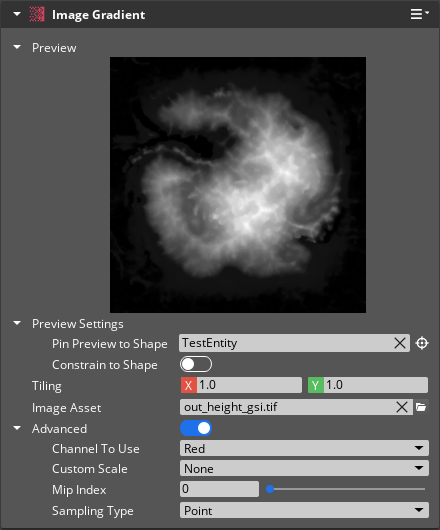 Image Gradient
Preview
Preview Settings
Pin Preview to Shape TestEntity
Constrain to Shape
Tiling X 1.0 Y 1.0
Image Asset out_height_gsi.tif
Advanced
Channel To Use Red
Custom Scale None
Mip Index 0
Sampling Type Point